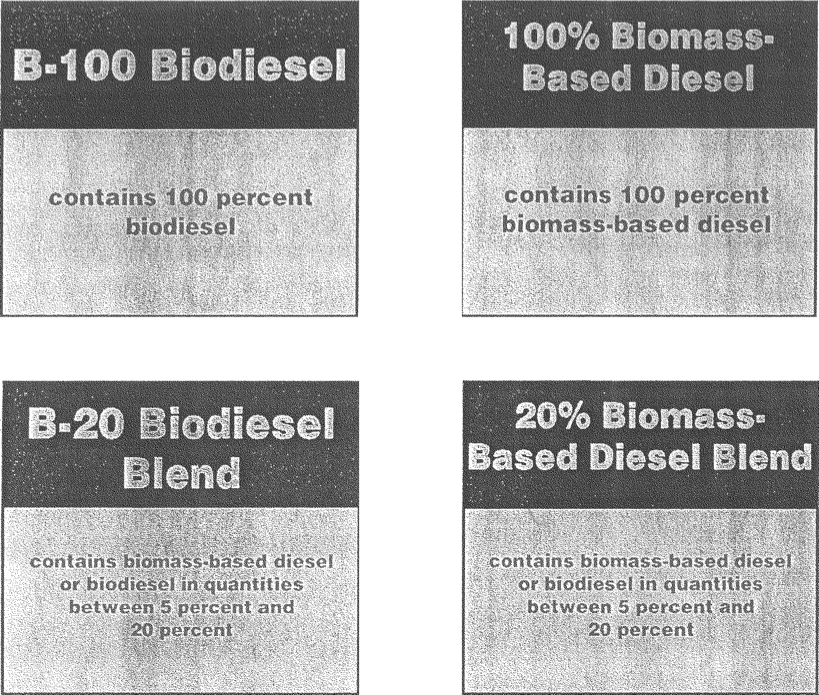 B-100 Biodiesel
contains 100 percent
biodiesel
100% Biomass-
Based Diesel
contains 100 percent
biomass-based diesel
B-20 Biodiesel
Blend
contains biomass-based diesel
or biodiesel in quantities
between 5 percent and
20 percent
20% Biomass-
Based Diesel Blend
contains biomass-based diesel
or biodiesel in quantities
between 5 percent and
20 percent